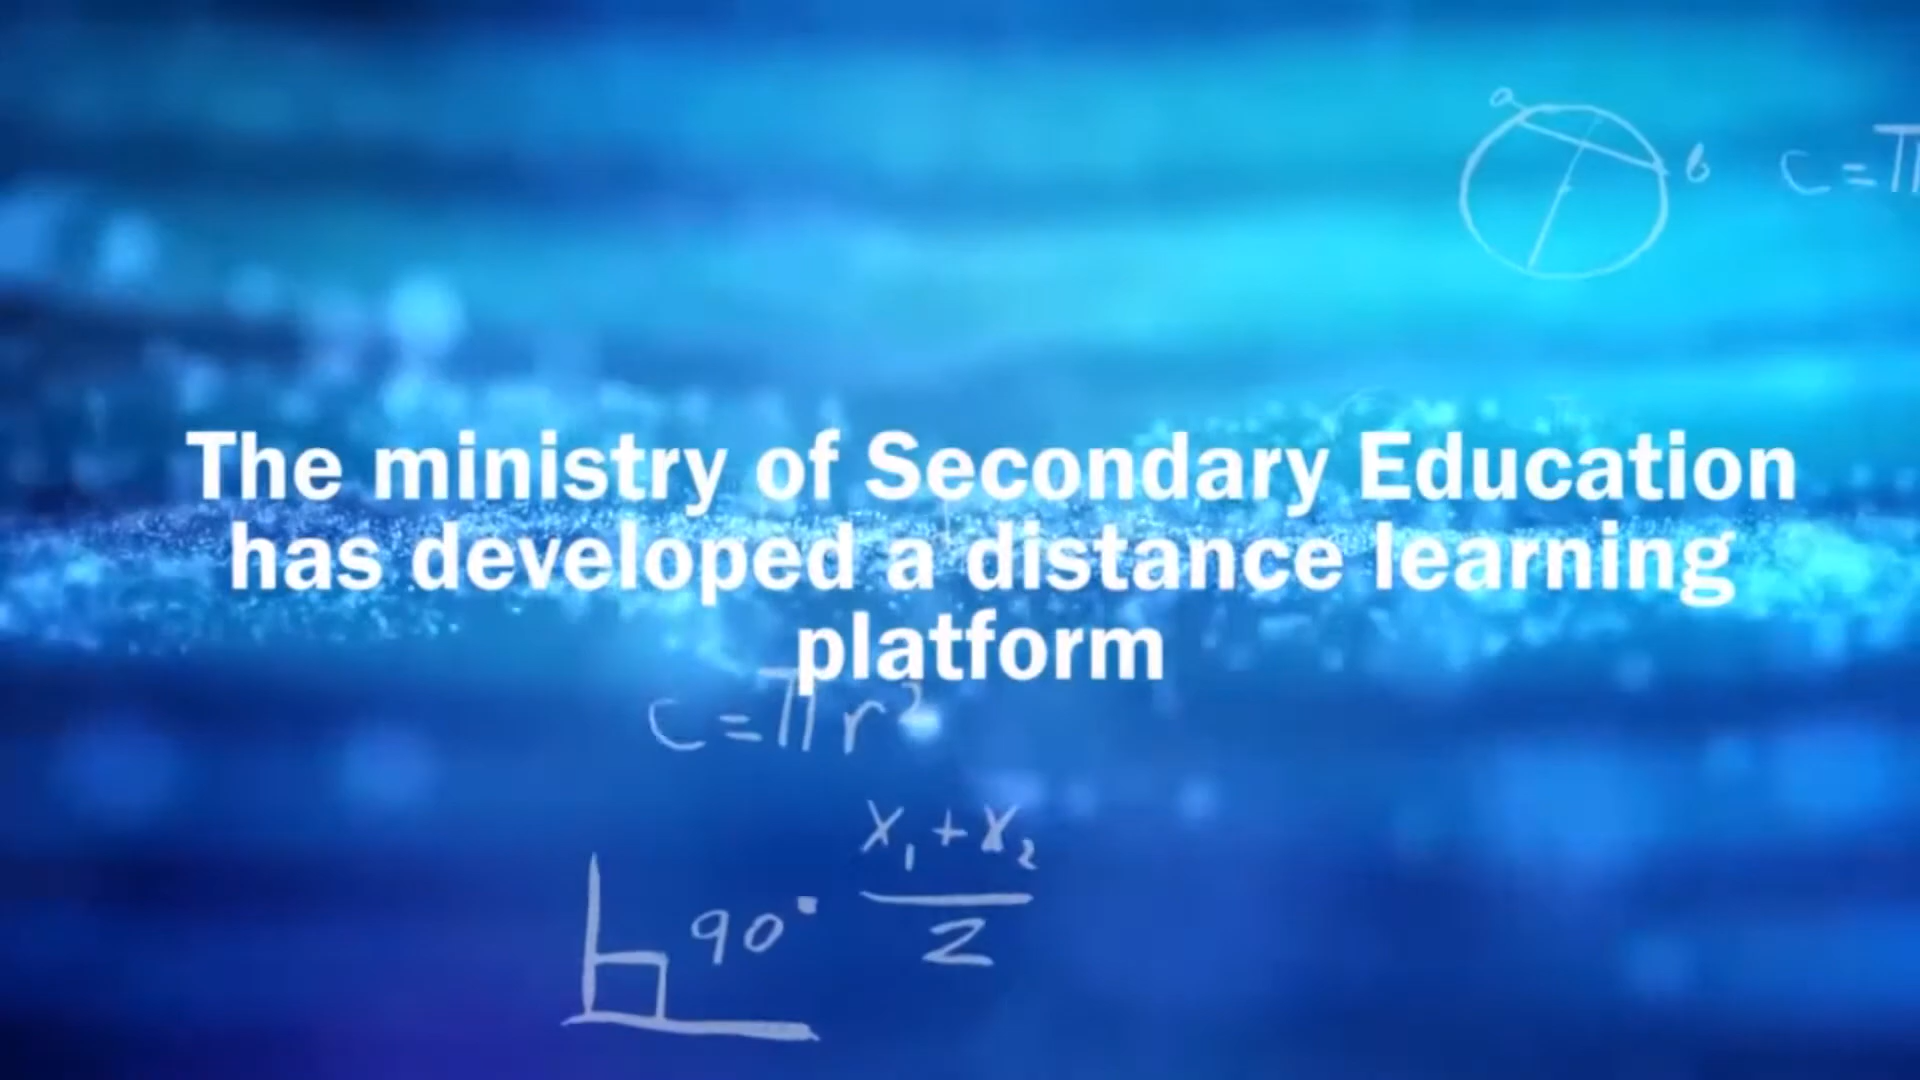 a
b c = π
The ministry of Secondary Education
has developed a distance learning
platform
c = πr²
x₁ + x₂
90°
2